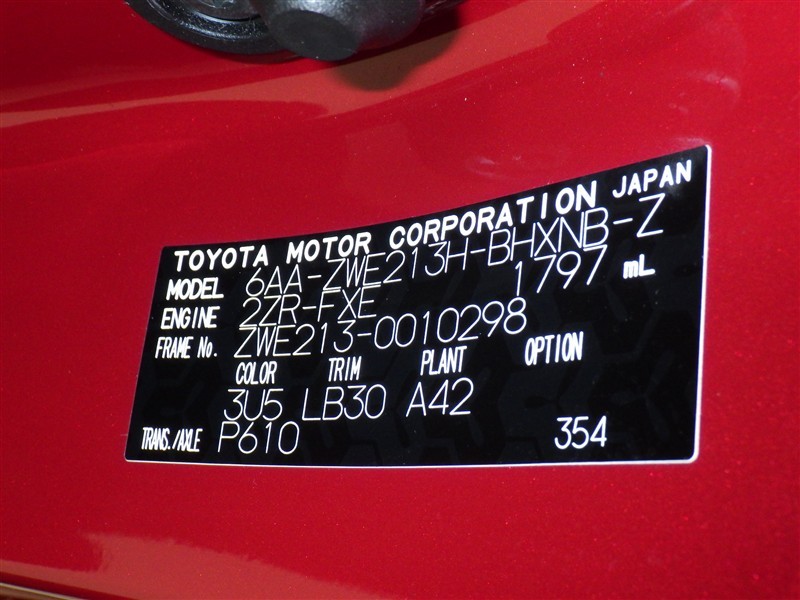 TOYOTA MOTOR CORPORATION JAPAN
MODEL 6AA-ZWE213H-BHXNB-Z
ENGINE 2ZR-FXE 1797 mL
FRAME No. ZWE213-0010298
COLOR TRIM PLANT OPTION
3U5 LB30 A42
TRANS./AXLE P610 354